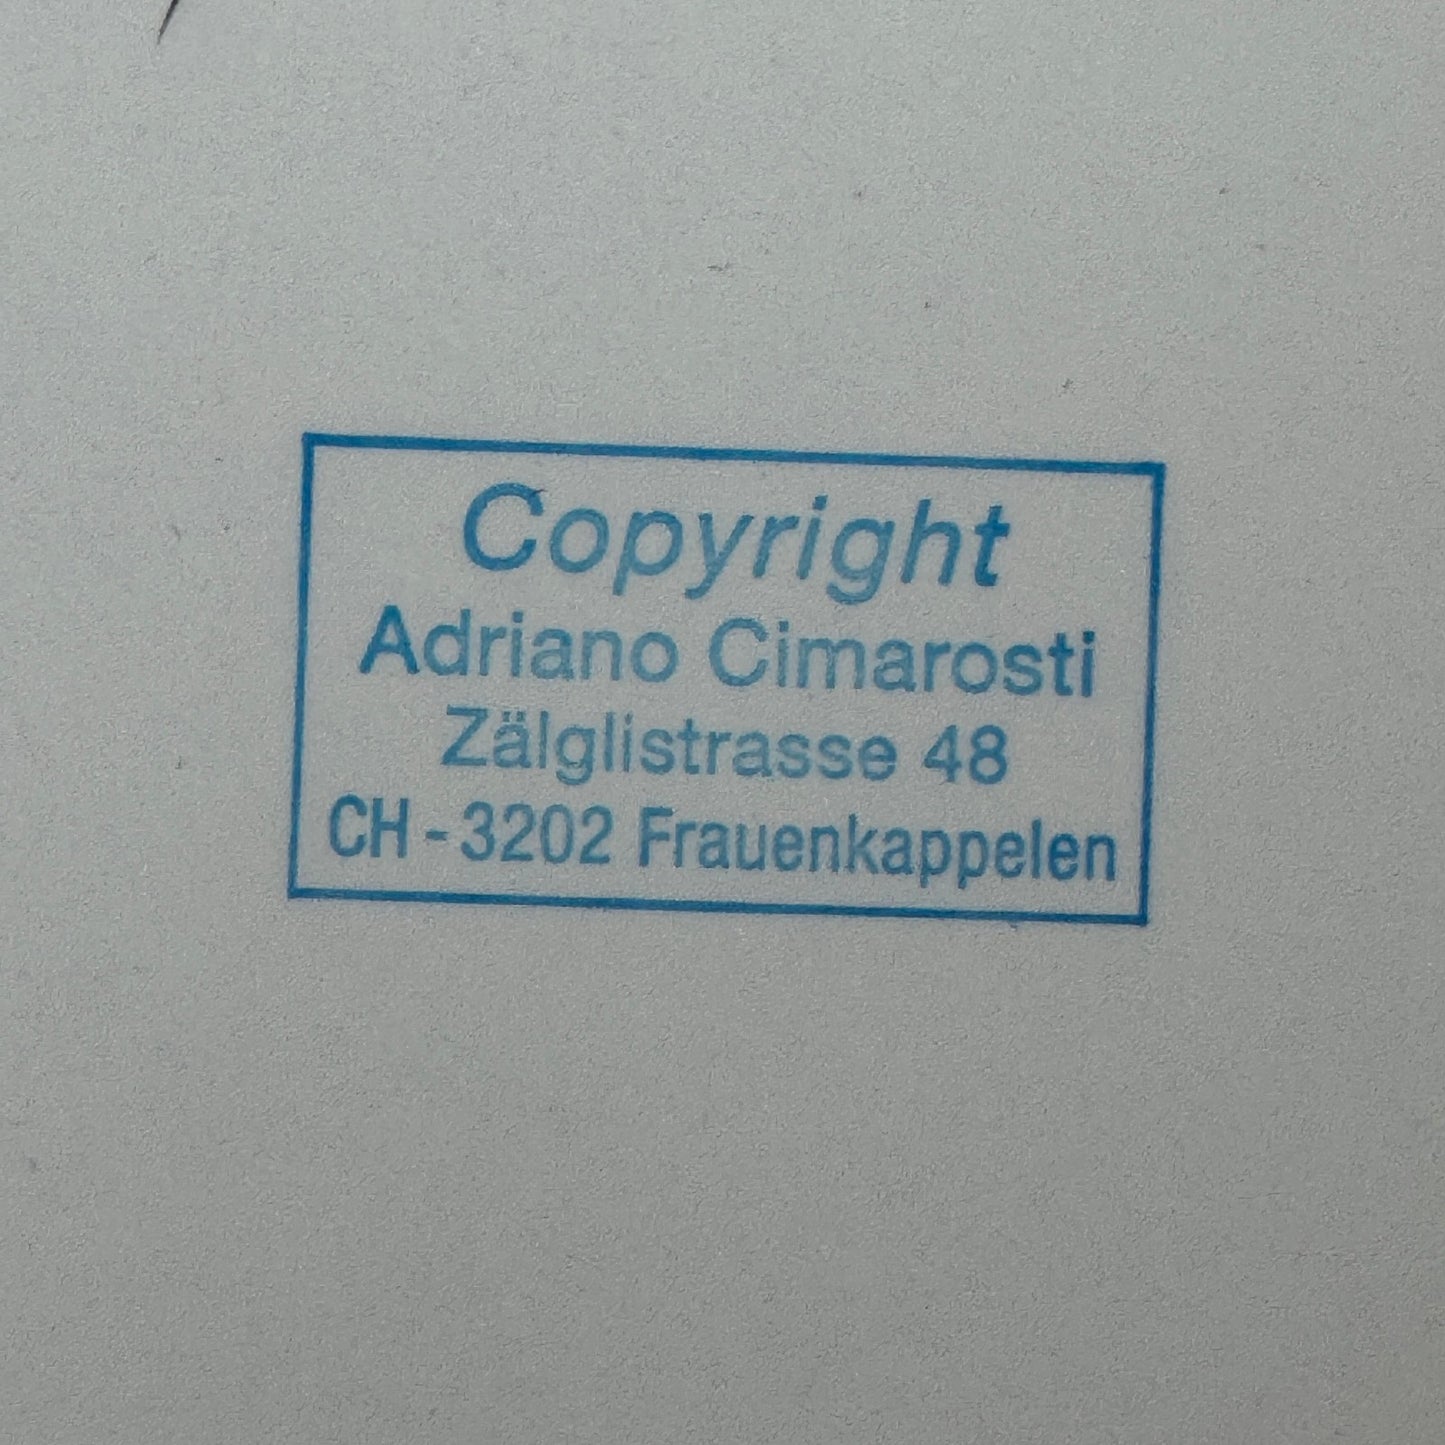 Copyright
Adriano Cimarosti
Zälglistrasse 48
CH-3202 Frauenkappelen